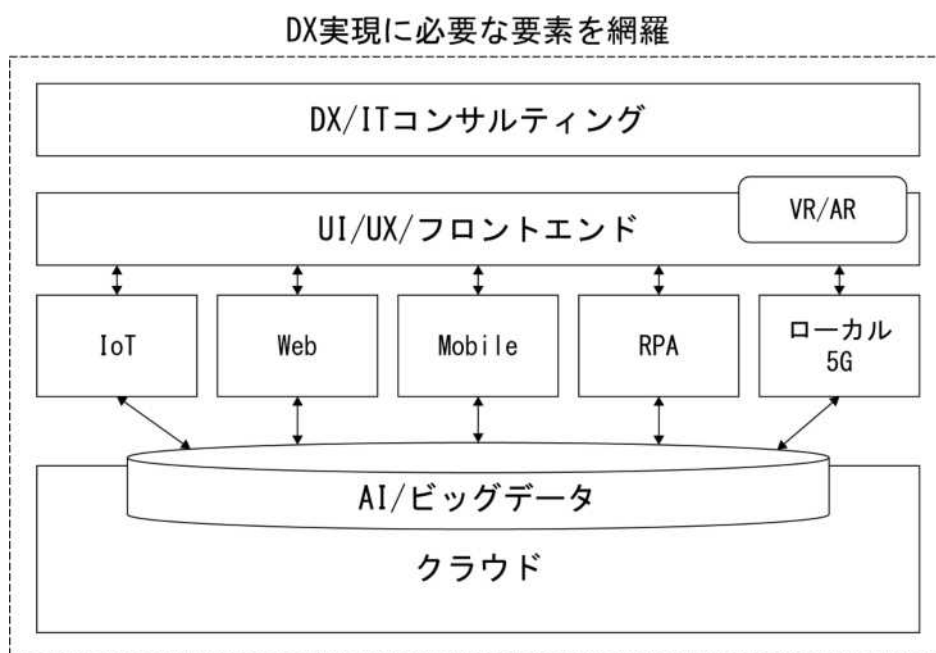 DX実現に必要な要素を網羅
DX/ITコンサルティング
VR/AR
UI/UX/フロントエンド
IoT
Web
Mobile
RPA
ローカル
5G
AI/ビッグデータ
クラウド